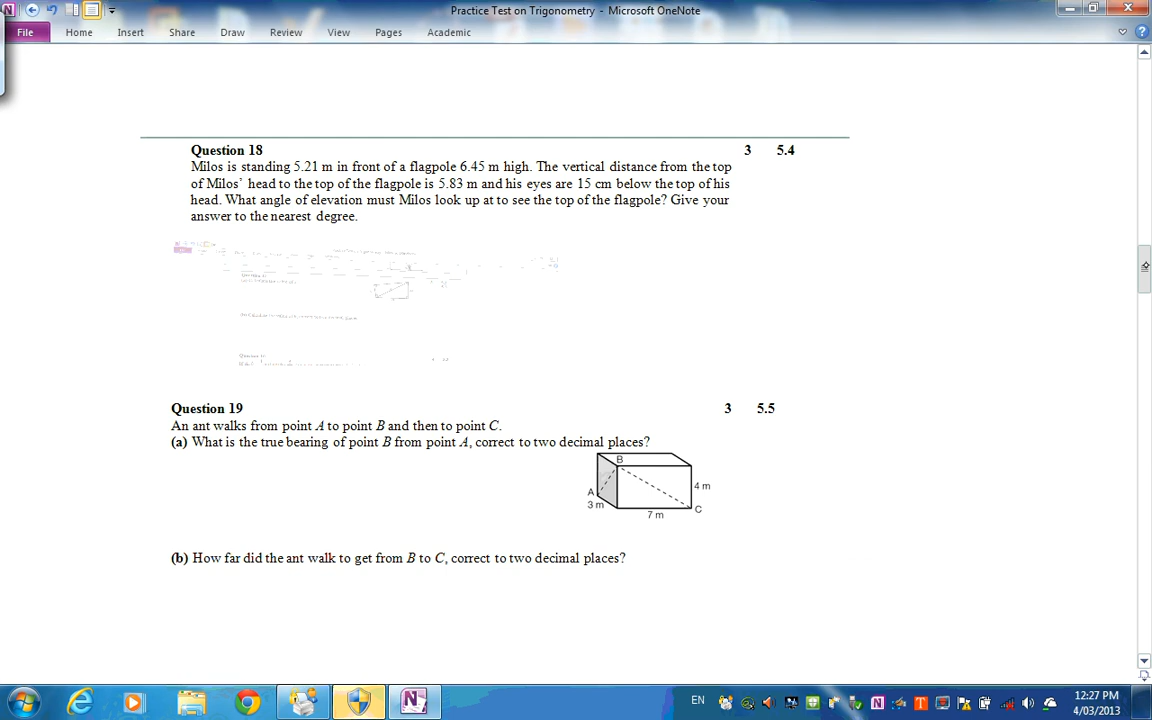 Practice Test on Trigonometry - Microsoft OneNote
File Home Insert Share Draw Review View Pages Academic
Question 18 3 5.4
Milos is standing 5.21 m in front of a flagpole 6.45 m high. The vertical distance from the top
of Milos’ head to the top of the flagpole is 5.83 m and his eyes are 15 cm below the top of his
head. What angle of elevation must Milos look up at to see the top of the flagpole? Give your
answer to the nearest degree.
Question 19 3 5.5
An ant walks from point A to point B and then to point C.
(a) What is the true bearing of point B from point A, correct to two decimal places?
B
A
4 m
3 m
C
7 m
(b) How far did the ant walk to get from B to C, correct to two decimal places?
EN
12:27 PM
4/03/2013